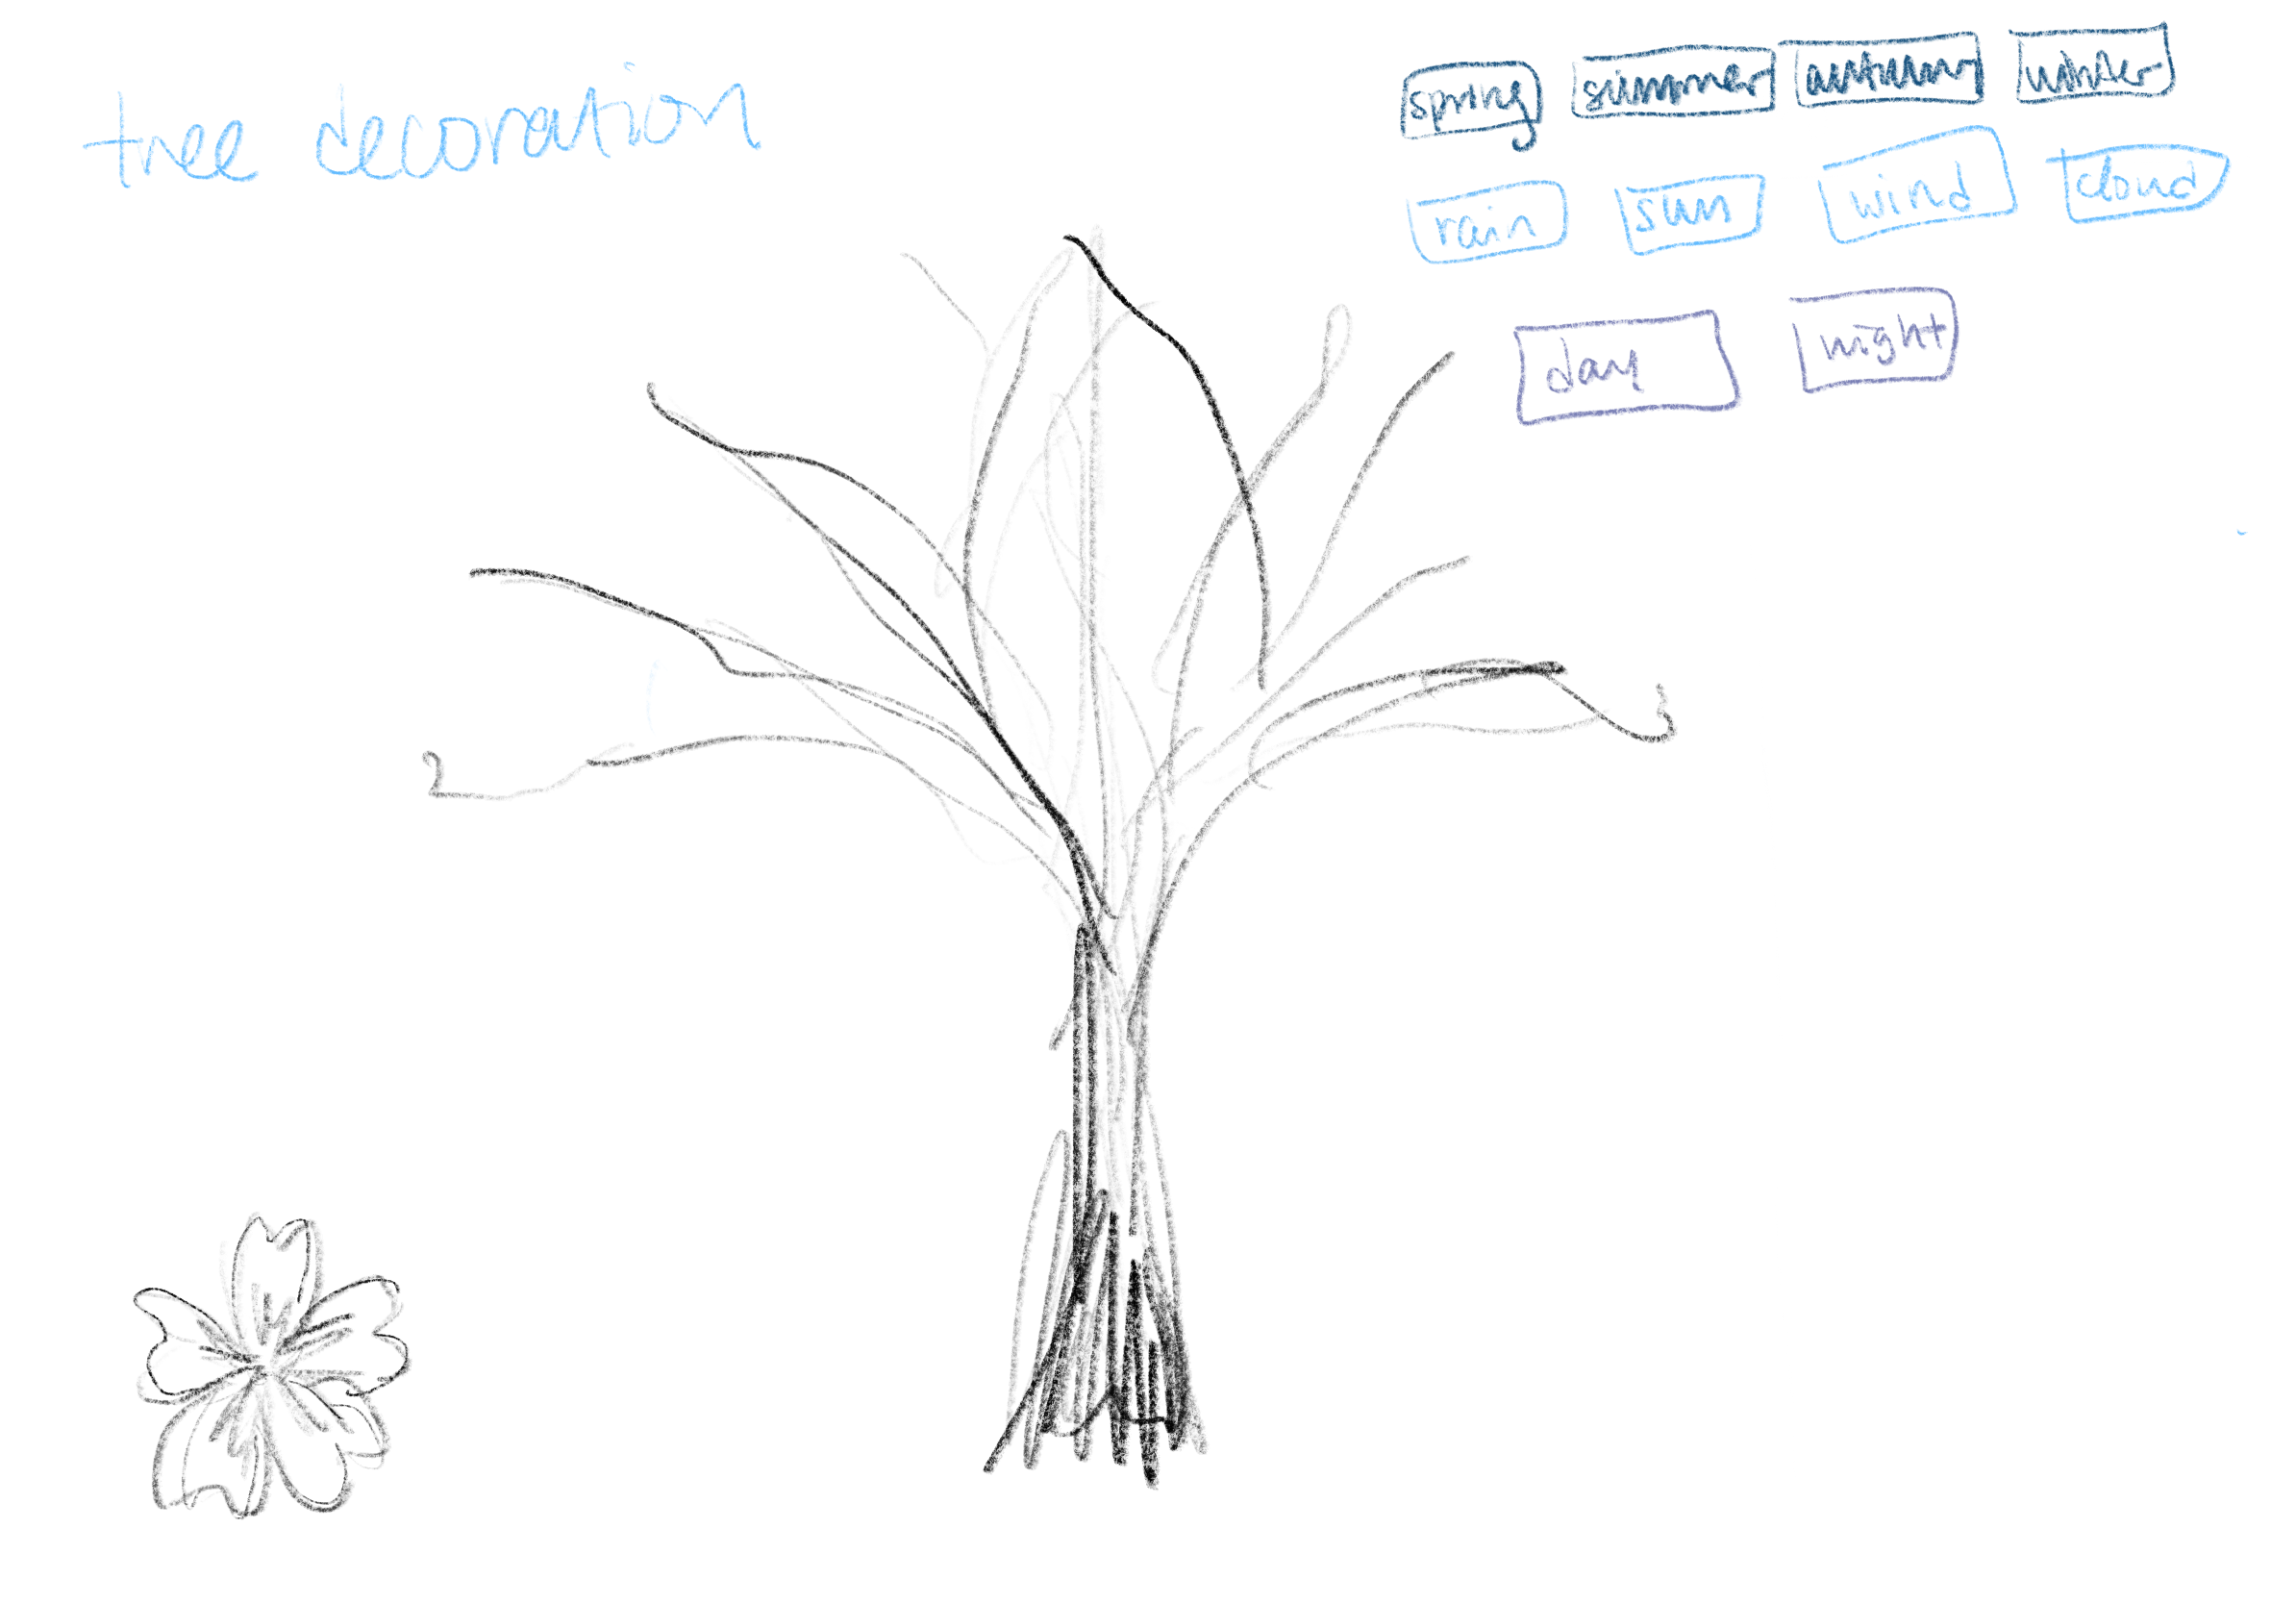 tree decoration
spring summer autumn winter
rain sun wind cloud
day night